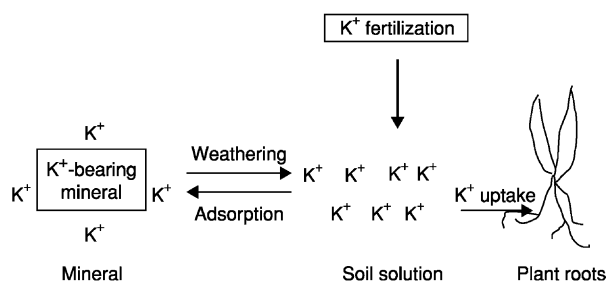 K⁺ fertilization
K⁺
Weathering
K⁺-bearing
mineral
K⁺ K⁺
K⁺ K⁺ K⁺ K⁺
K⁺ uptake
Adsorption
K⁺ K⁺ K⁺
K⁺
Mineral
Soil solution
Plant roots